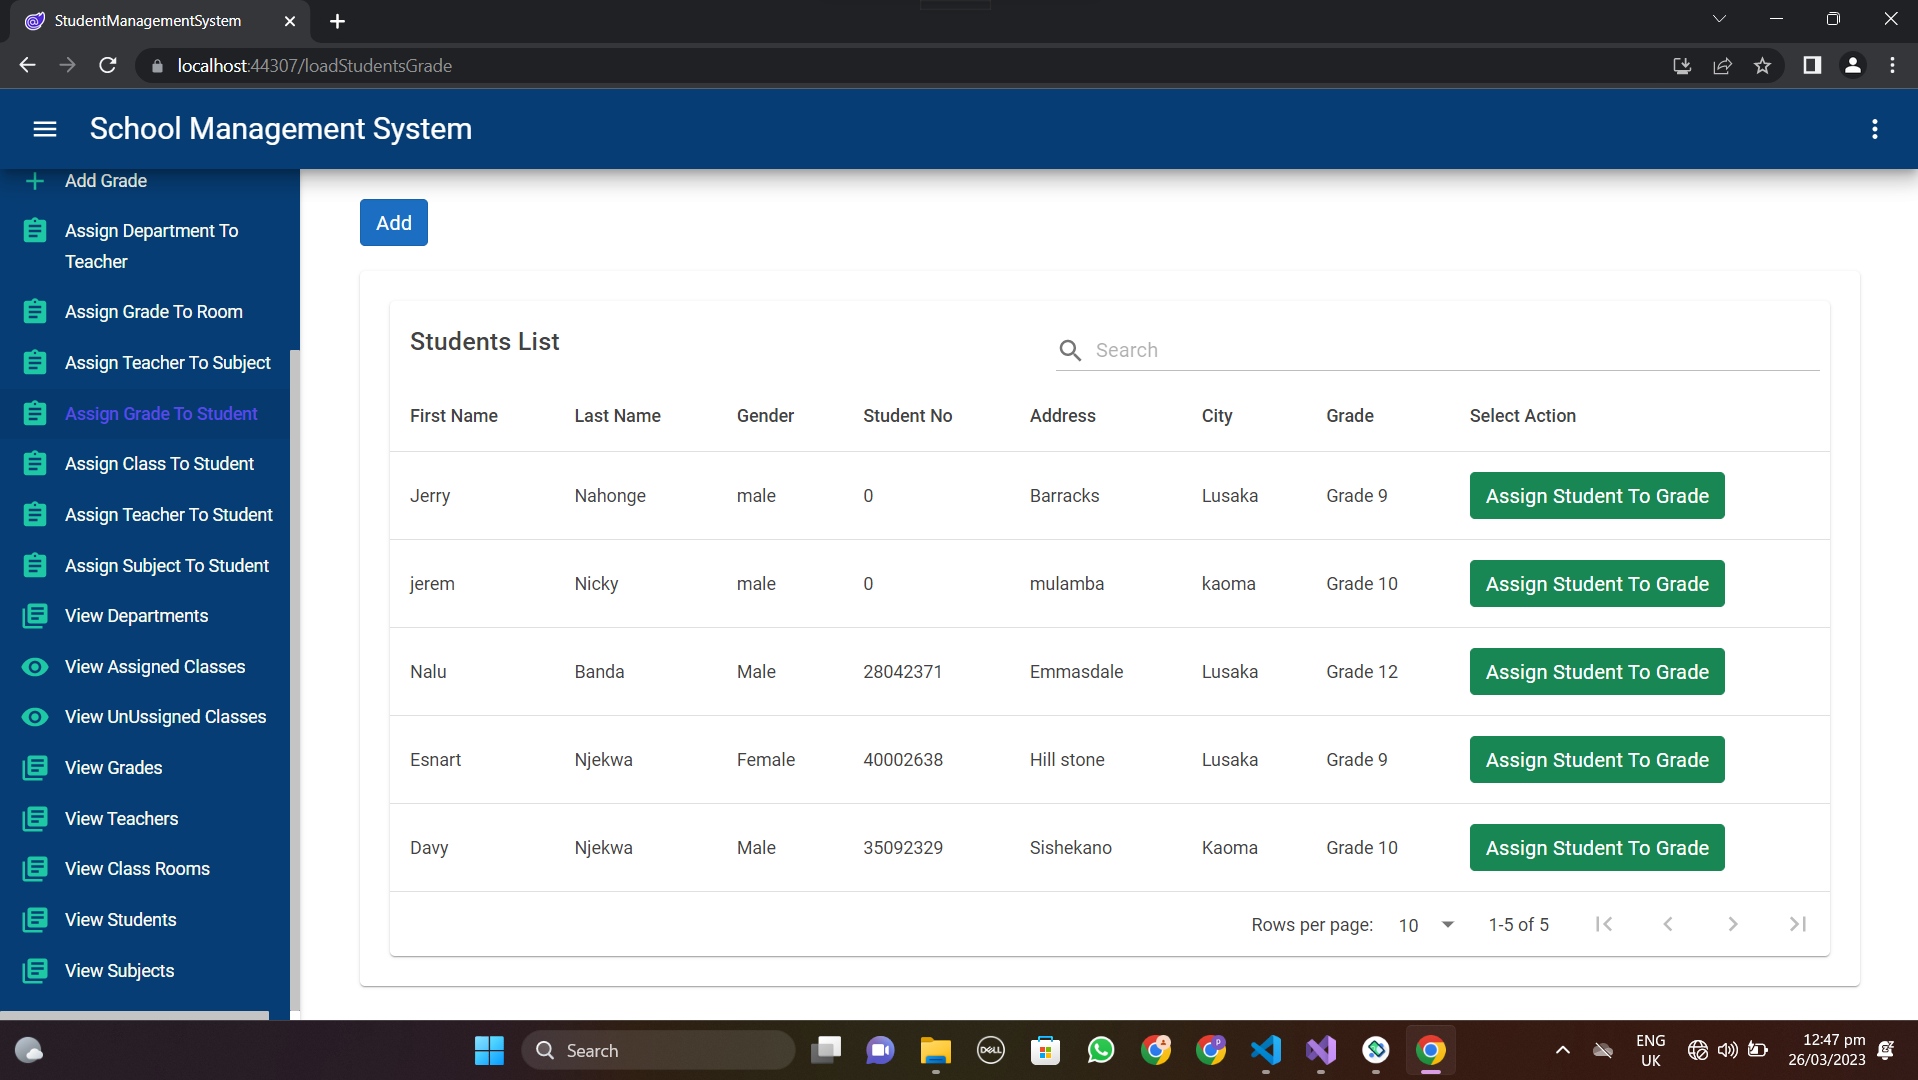 StudentManagementSystem
localhost:44307/loadStudentsGrade
School Management System
Add Grade
Assign Department To
Teacher
Assign Grade To Room
Assign Teacher To Subject
Assign Grade To Student
Assign Class To Student
Assign Teacher To Student
Assign Subject To Student
View Departments
View Assigned Classes
View UnUssigned Classes
View Grades
View Teachers
View Class Rooms
View Students
View Subjects
Add
Students List
Search
First Name Last Name Gender Student No Address City Grade Select Action
Jerry Nahonge male 0 Barracks Lusaka Grade 9 Assign Student To Grade
jerem Nicky male 0 mulamba kaoma Grade 10 Assign Student To Grade
Nalu Banda Male 28042371 Emmasdale Lusaka Grade 12 Assign Student To Grade
Esnart Njekwa Female 40002638 Hill stone Lusaka Grade 9 Assign Student To Grade
Davy Njekwa Male 35092329 Sishekano Kaoma Grade 10 Assign Student To Grade
Rows per page: 10 1-5 of 5
Search
DELL
P
ENG
UK
12:47 pm
26/03/2023